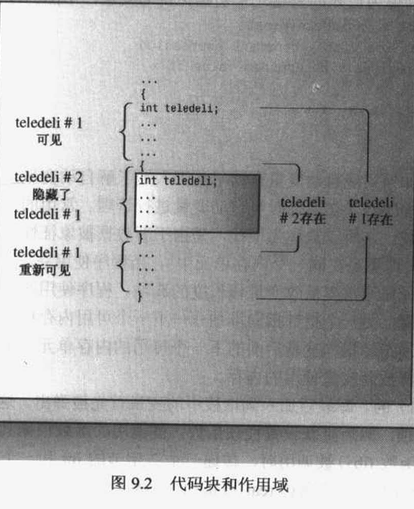 ...
{
int teledeli;
...
...
...
{
int teledeli;
...
...
...
}
...
...
...
}
teledeli # 1
可见
teledeli # 2
隐藏了
teledeli # 1
teledeli # 1
重新可见
teledeli
# 2存在
teledeli
# 1存在
图 9.2 代码块和作用域